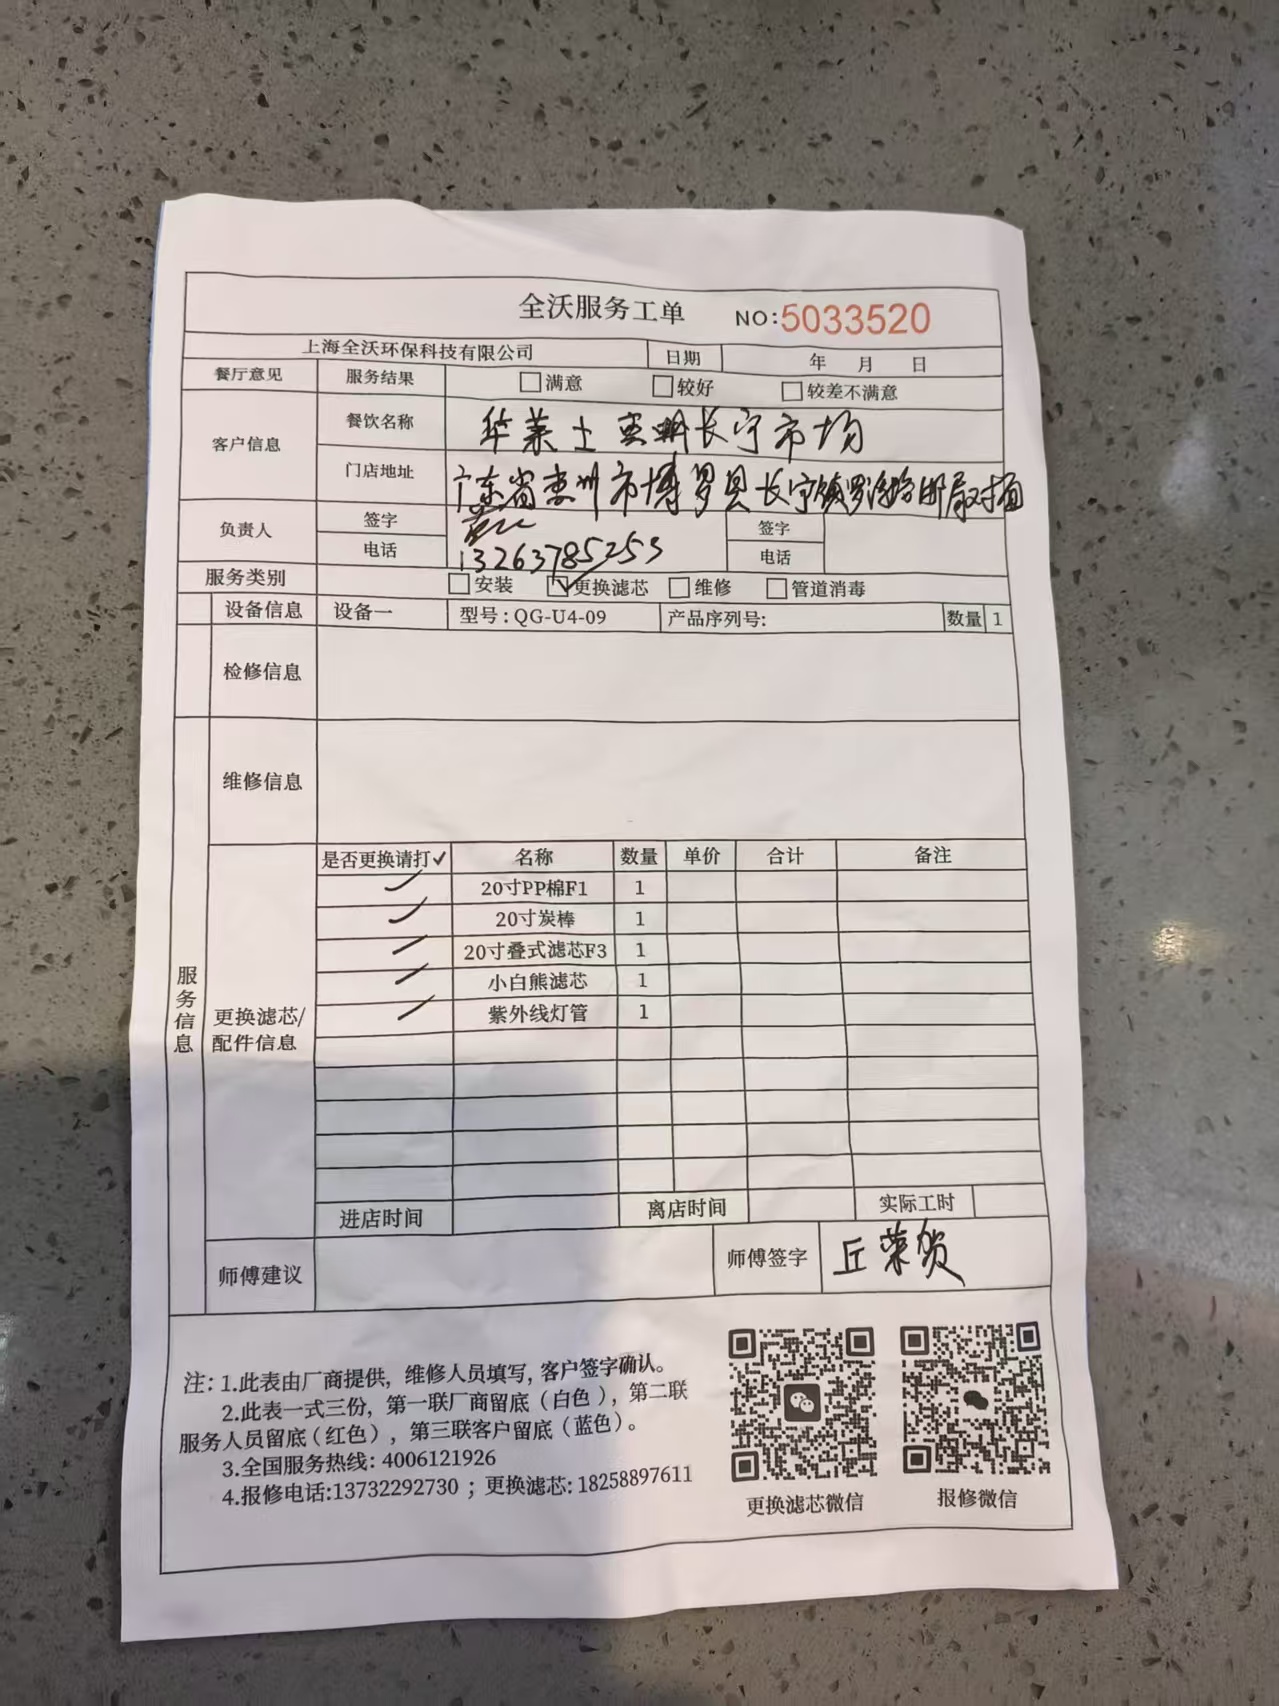 全沃服务工单 NO:5033520
上海全沃环保科技有限公司 日期 年 月 日
餐厅意见 服务结果 满意 较好 较差不满意
客户信息 餐饮名称 华莱士惠州长宁市场
门店地址 广东省惠州市博罗县长宁镇罗浮路邮局对面
负责人 签字 签字
电话 13263785253 电话
服务类别 安装 ✓更换滤芯 维修 管道消毒
设备信息 设备一 型号:QG-U4-09 产品序列号: 数量 1
检修信息
维修信息
服务信息
更换滤芯/配件信息
是否更换请打✓ 名称 数量 单价 合计 备注
✓ 20寸PP棉F1 1
✓ 20寸炭棒 1
✓ 20寸叠式滤芯F3 1
✓ 小白熊滤芯 1
✓ 紫外线灯管 1
进店时间 离店时间 实际工时
师傅建议 师傅签字 丘荣贺
注: 1.此表由厂商提供, 维修人员填写, 客户签字确认。
2.此表一式三份, 第一联厂商留底(白色), 第二联
服务人员留底(红色), 第三联客户留底(蓝色)。
3.全国服务热线: 4006121926
4.报修电话:13732292730 ; 更换滤芯: 18258897611
更换滤芯微信 报修微信